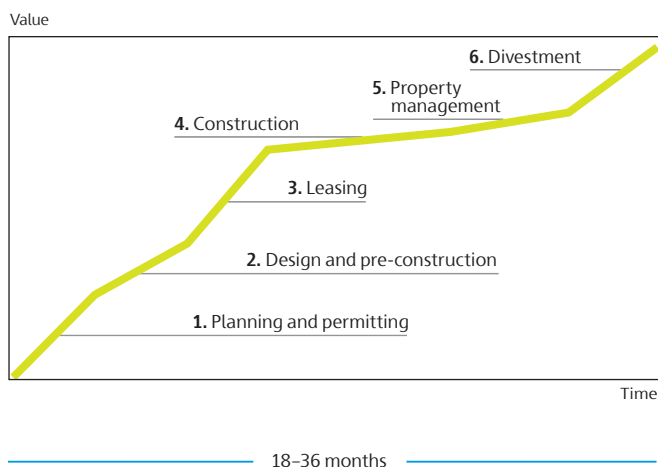 Value
6. Divestment
5. Property
management
4. Construction
3. Leasing
2. Design and pre-construction
1. Planning and permitting
Time
18–36 months